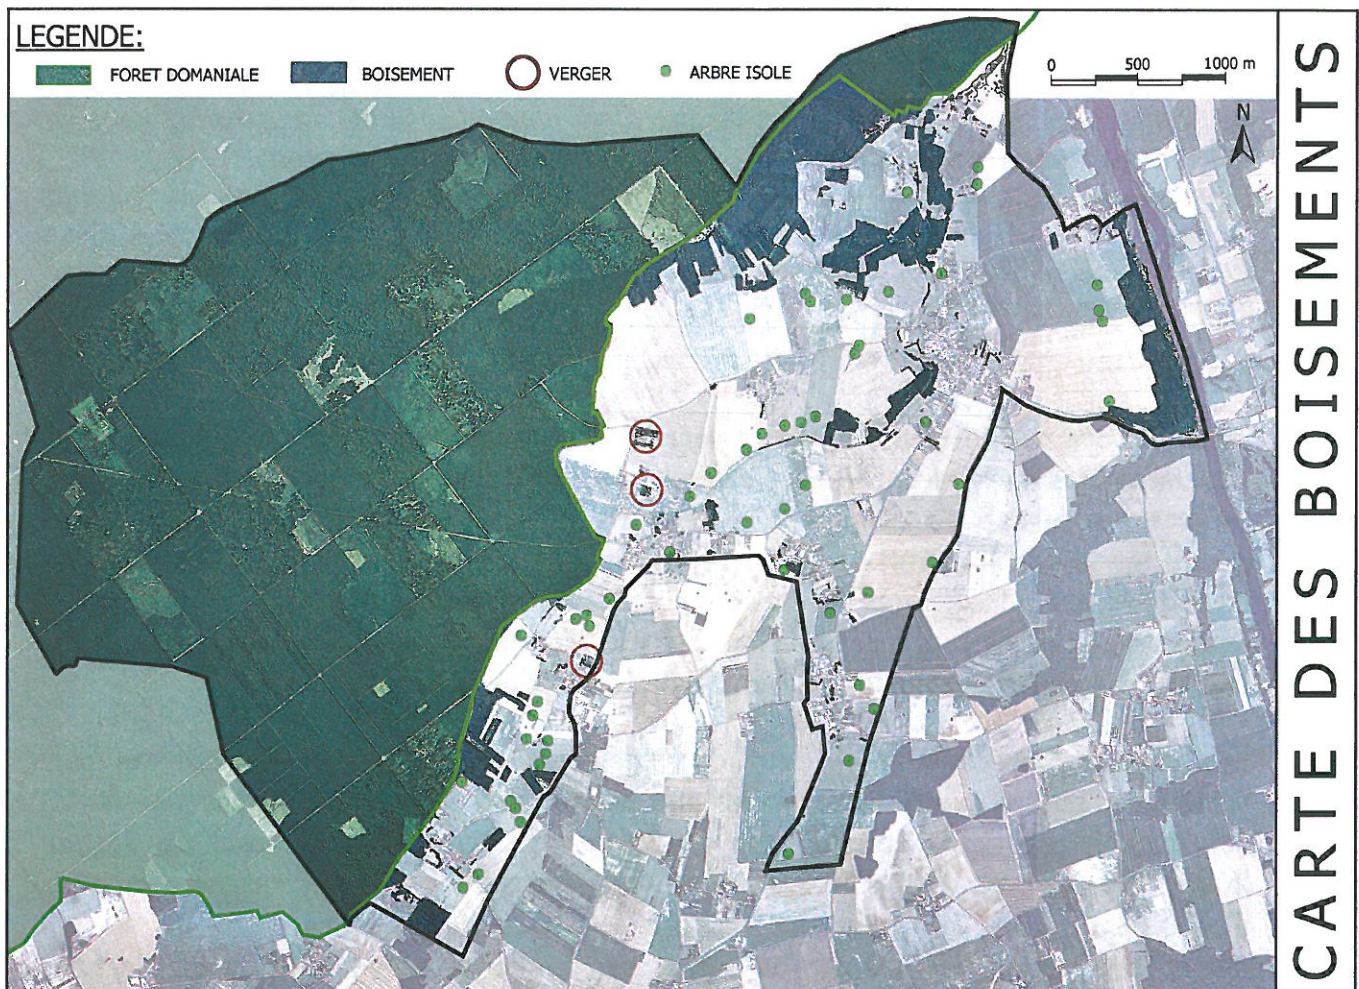 LEGENDE:
FORET DOMANIALE BOISEMENT VERGER ARBRE ISOLE
0 500 1000 m
N
CARTE DES BOISEMENTS